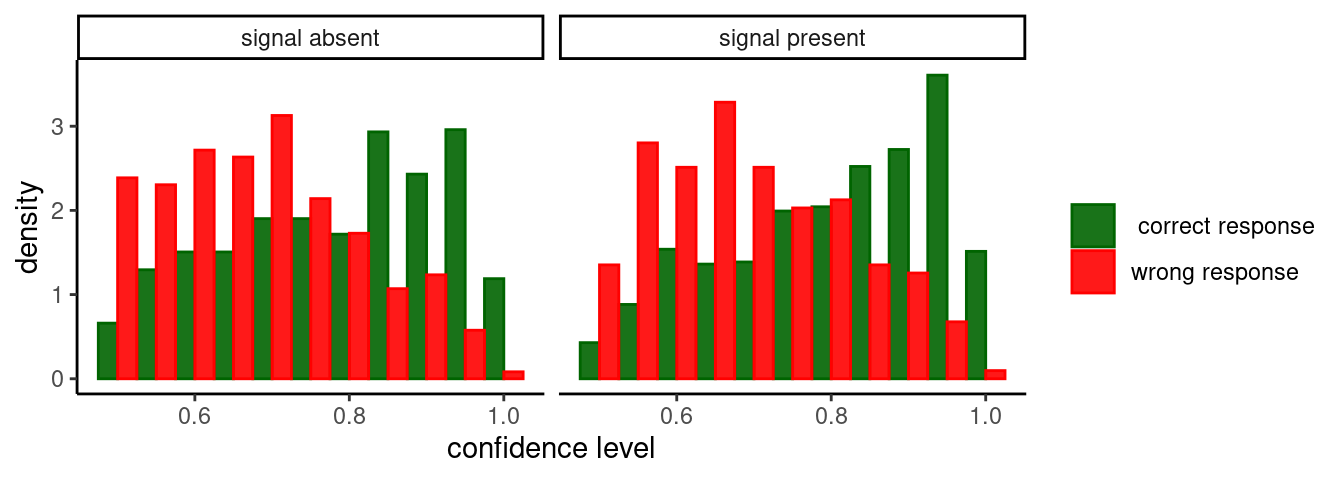 signal absent
signal present
density
3
2
1
0
0.6
0.8
1.0
0.6
0.8
1.0
confidence level
correct response
wrong response